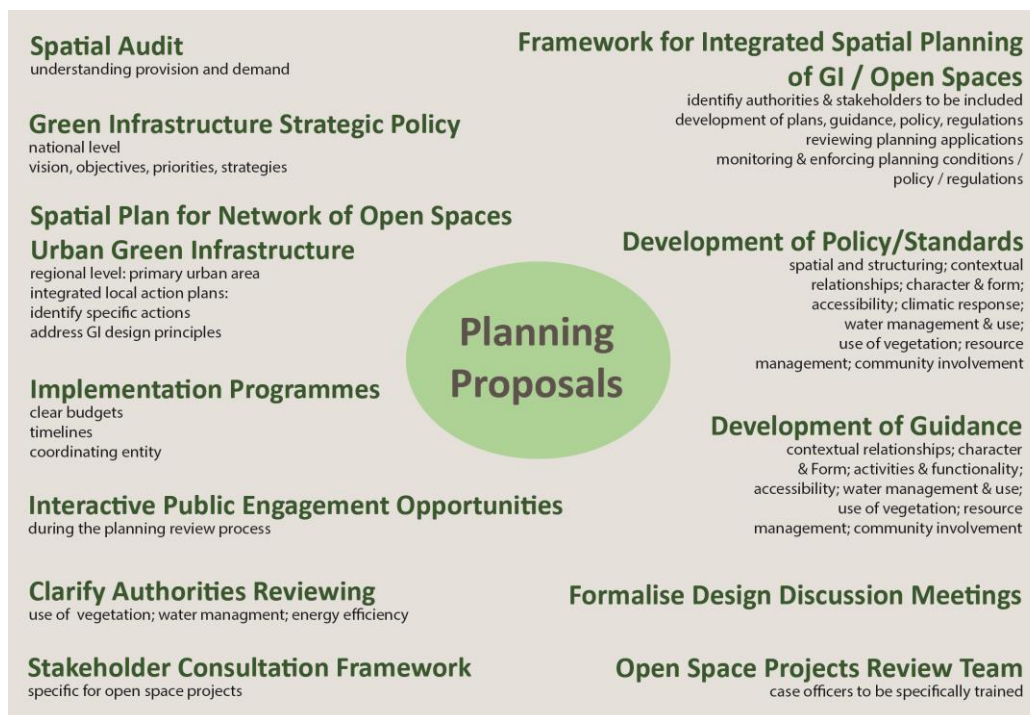 Spatial Audit
understanding provision and demand
Green Infrastructure Strategic Policy
national level
vision, objectives, priorities, strategies
Spatial Plan for Network of Open Spaces
Urban Green Infrastructure
regional level: primary urban area
integrated local action plans:
identify specific actions
address GI design principles
Implementation Programmes
clear budgets
timelines
coordinating entity
Interactive Public Engagement Opportunities
during the planning review process
Clarify Authorities Reviewing
use of vegetation; water managment; energy efficiency
Stakeholder Consultation Framework
specific for open space projects
Planning
Proposals
Framework for Integrated Spatial Planning
of GI / Open Spaces
identifiy authorities & stakeholders to be included
development of plans, guidance, policy, regulations
reviewing planning applications
monitoring & enforcing planning conditions /
policy / regulations
Development of Policy/Standards
spatial and structuring; contextual
relationships; character & form;
accessibility; climatic response;
water management & use;
use of vegetation; resource
management; community involvement
Development of Guidance
contextual relationships; character
& Form; activities & functionality;
accessibility; water management & use;
use of vegetation; resource
management; community involvement
Formalise Design Discussion Meetings
Open Space Projects Review Team
case officers to be specifically trained